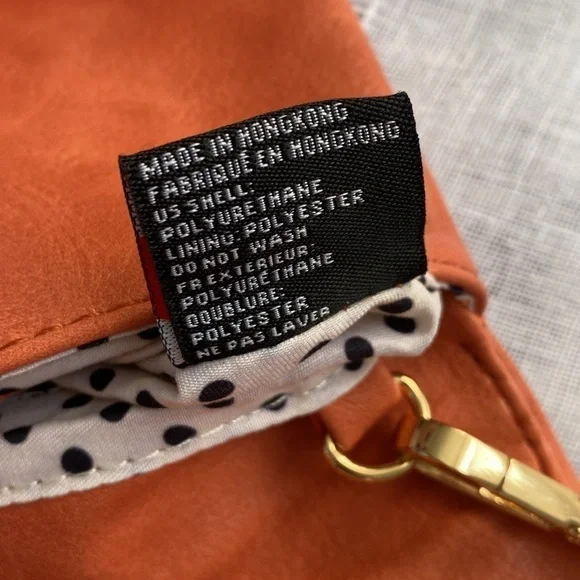 MADE IN HONGKONG
FABRIQUE EN HONGKONG
US SHELL:
POLYURETHANE
LINING: POLYESTER
DO NOT WASH
FR EXTERIEUR:
POLYURÉTHANE
DOUBLURE:
POLYESTER
NE PAS LAVER